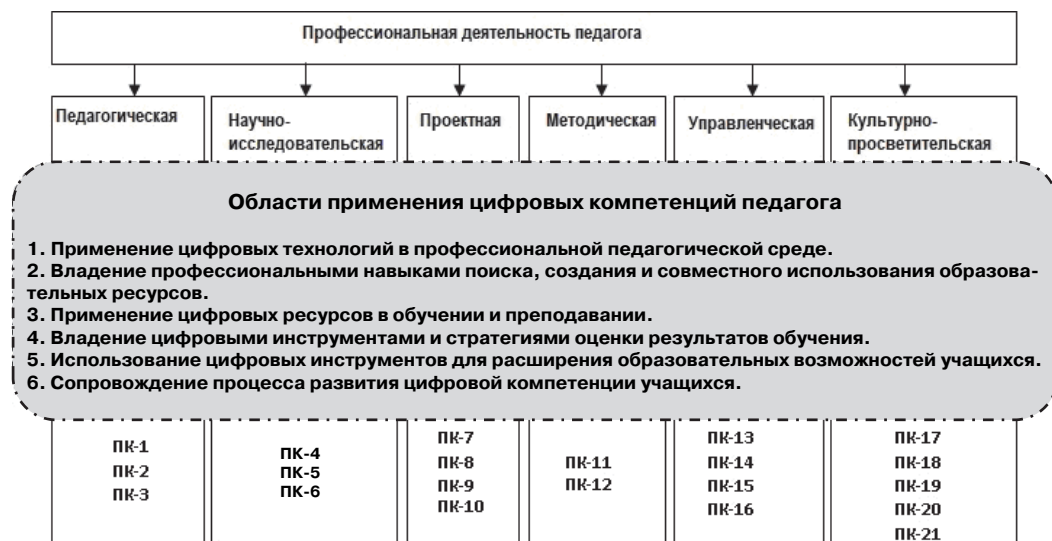 Профессиональная деятельность педагога
Педагогическая
Научно-
исследовательская
Проектная
Методическая
Управленческая
Культурно-
просветительская
Области применения цифровых компетенций педагога
1. Применение цифровых технологий в профессиональной педагогической среде.
2. Владение профессиональными навыками поиска, создания и совместного использования образова-
тельных ресурсов.
3. Применение цифровых ресурсов в обучении и преподавании.
4. Владение цифровыми инструментами и стратегиями оценки результатов обучения.
5. Использование цифровых инструментов для расширения образовательных возможностей учащихся.
6. Сопровождение процесса развития цифровой компетенции учащихся.
ПК-1
ПК-2
ПК-3
ПК-4
ПК-5
ПК-6
ПК-7
ПК-8
ПК-9
ПК-10
ПК-11
ПК-12
ПК-13
ПК-14
ПК-15
ПК-16
ПК-17
ПК-18
ПК-19
ПК-20
ПК-21